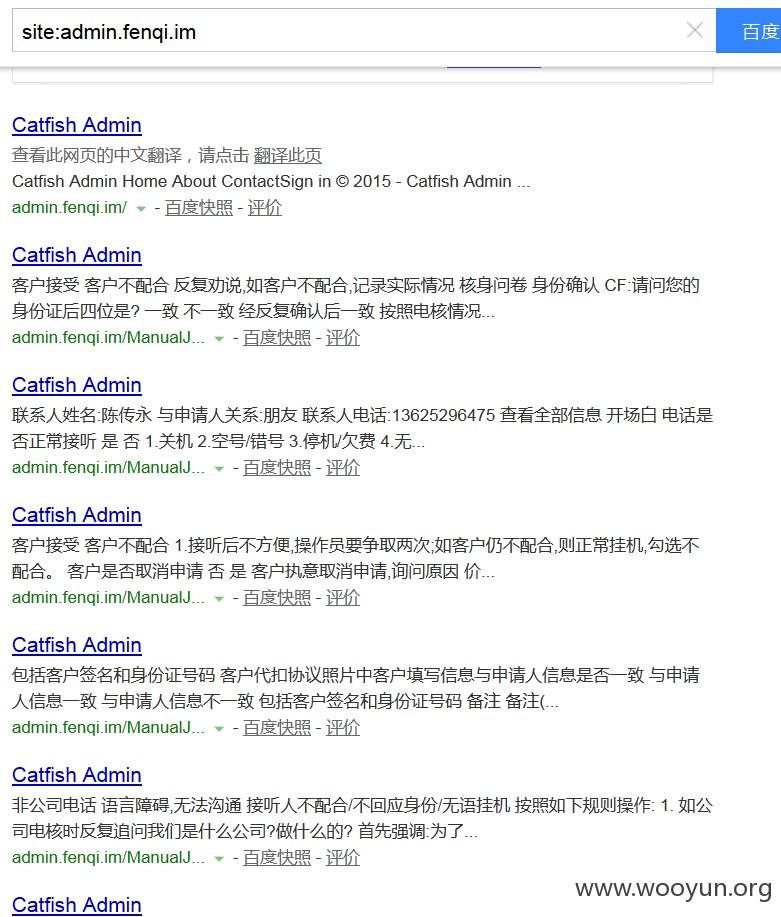 site:admin.fenqi.im
百度
Catfish Admin
查看此网页的中文翻译，请点击 翻译此页
Catfish Admin Home About ContactSign in © 2015 - Catfish Admin ...
admin.fenqi.im/ - 百度快照 - 评价
Catfish Admin
客户接受 客户不配合 反复劝说,如客户不配合,记录实际情况 核身问卷 身份确认 CF:请问您的
身份证后四位是? 一致 不一致 经反复确认后一致 按照电核情况...
admin.fenqi.im/ManualJ... - 百度快照 - 评价
Catfish Admin
联系人姓名:陈传永 与申请人关系:朋友 联系人电话:13625296475 查看全部信息 开场白 电话是
否正常接听 是 否 1.关机 2.空号/错号 3.停机/欠费 4.无...
admin.fenqi.im/ManualJ... - 百度快照 - 评价
Catfish Admin
客户接受 客户不配合 1.接听后不方便,操作员要争取两次;如客户仍不配合,则正常挂机,勾选不
配合。 客户是否取消申请 否 是 客户执意取消申请,询问原因 价...
admin.fenqi.im/ManualJ... - 百度快照 - 评价
Catfish Admin
包括客户签名和身份证号码 客户代扣协议照片中客户填写信息与申请人信息是否一致 与申请
人信息一致 与申请人信息不一致 包括客户签名和身份证号码 备注 备注(...
admin.fenqi.im/ManualJ... - 百度快照 - 评价
Catfish Admin
非公司电话 语言障碍,无法沟通 接听人不配合/不回应身份/无语挂机 按照如下规则操作: 1. 如公
司电核时反复追问我们是什么公司?做什么的? 首先强调:为了...
admin.fenqi.im/ManualJ... - 百度快照 - 评价
Catfish Admin
www.wooyun.org